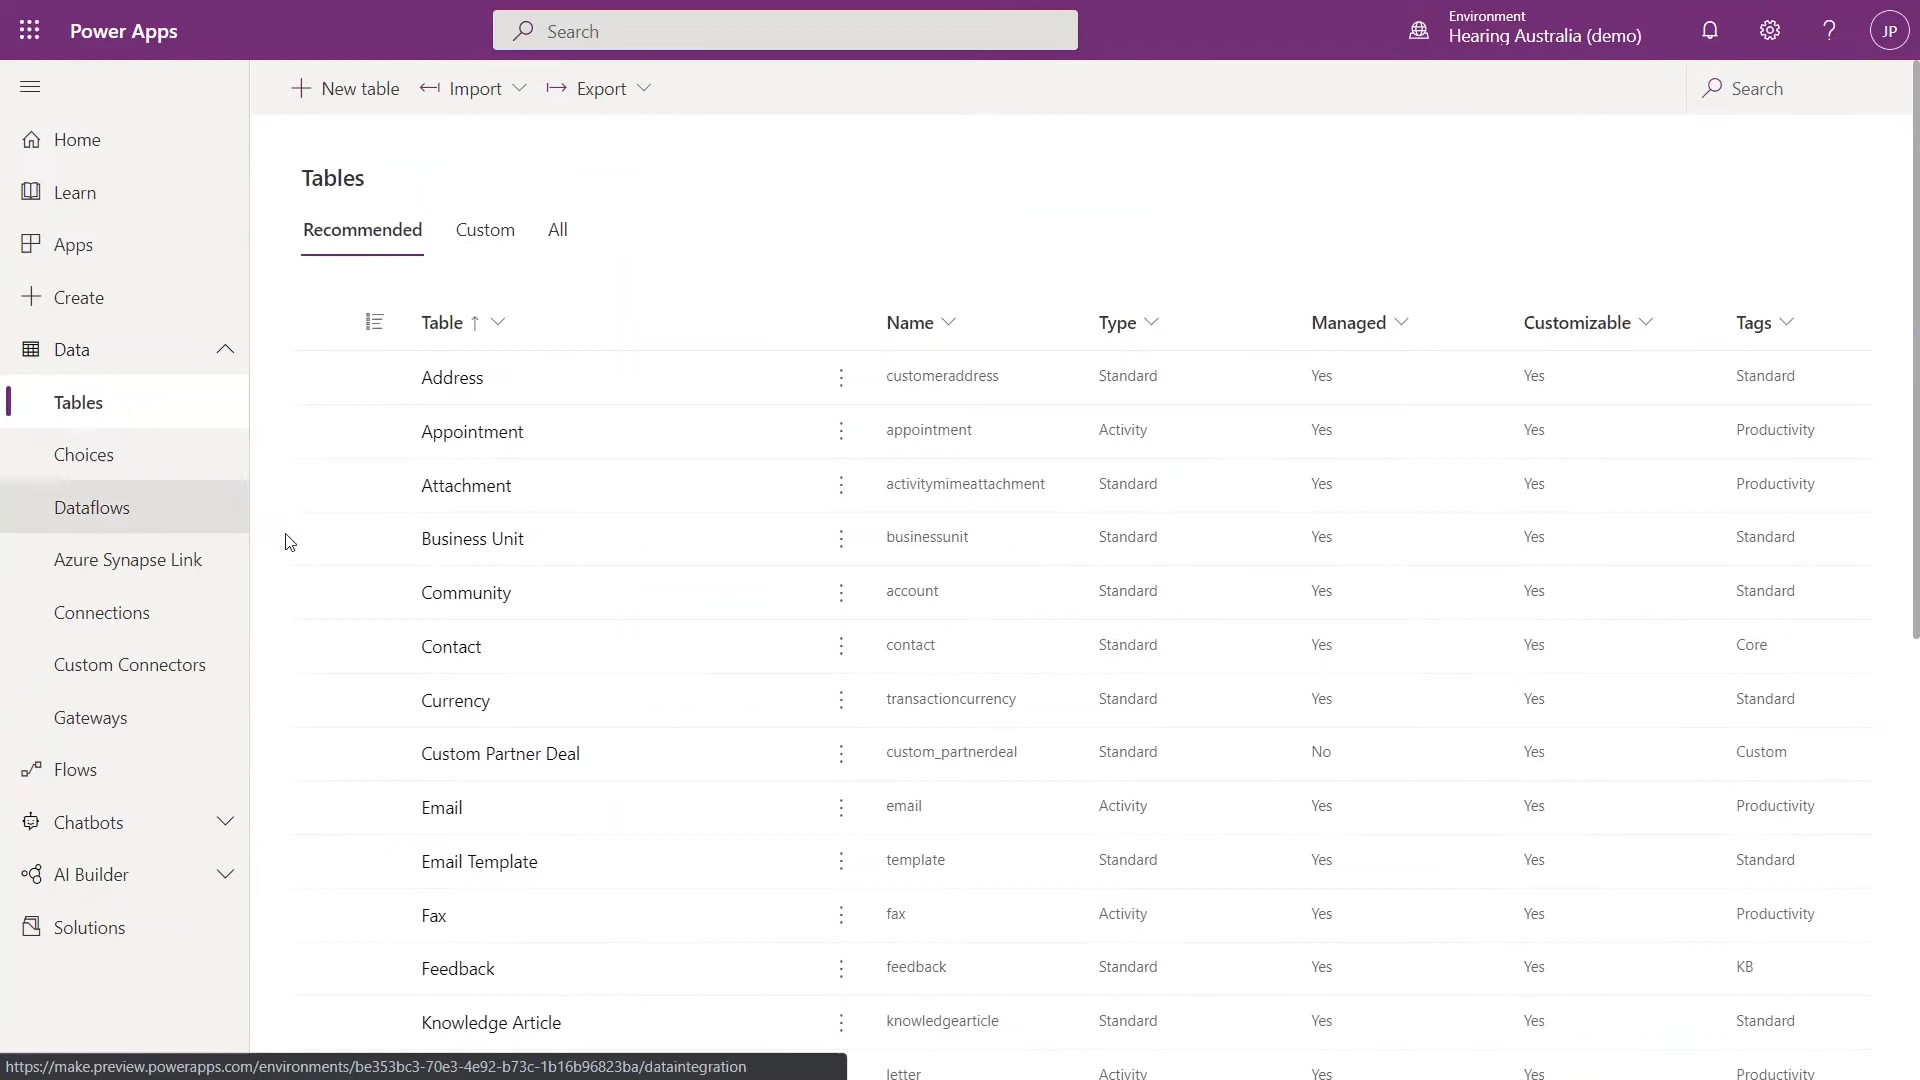 Power Apps
Search
Environment
Hearing Australia (demo)
?
JP
New table
Import
Export
Search
Home
Learn
Apps
Create
Data
Tables
Choices
Dataflows
Azure Synapse Link
Connections
Custom Connectors
Gateways
Flows
Chatbots
AI Builder
Solutions
Tables
Recommended Custom All
Table ↑ Name Type Managed Customizable Tags
Address customeraddress Standard Yes Yes Standard
Appointment appointment Activity Yes Yes Productivity
Attachment activitymimeattachment Standard Yes Yes Productivity
Business Unit businessunit Standard Yes Yes Standard
Community account Standard Yes Yes Standard
Contact contact Standard Yes Yes Core
Currency transactioncurrency Standard Yes Yes Standard
Custom Partner Deal custom_partnerdeal Standard No Yes Custom
Email email Activity Yes Yes Productivity
Email Template template Standard Yes Yes Standard
Fax fax Activity Yes Yes Productivity
Feedback feedback Standard Yes Yes KB
Knowledge Article knowledgearticle Standard Yes Yes Standard
letter Activity Yes Yes Productivity
https://make.preview.powerapps.com/environments/be353bc3-70e3-4e92-b73c-1b16b96823ba/dataintegration